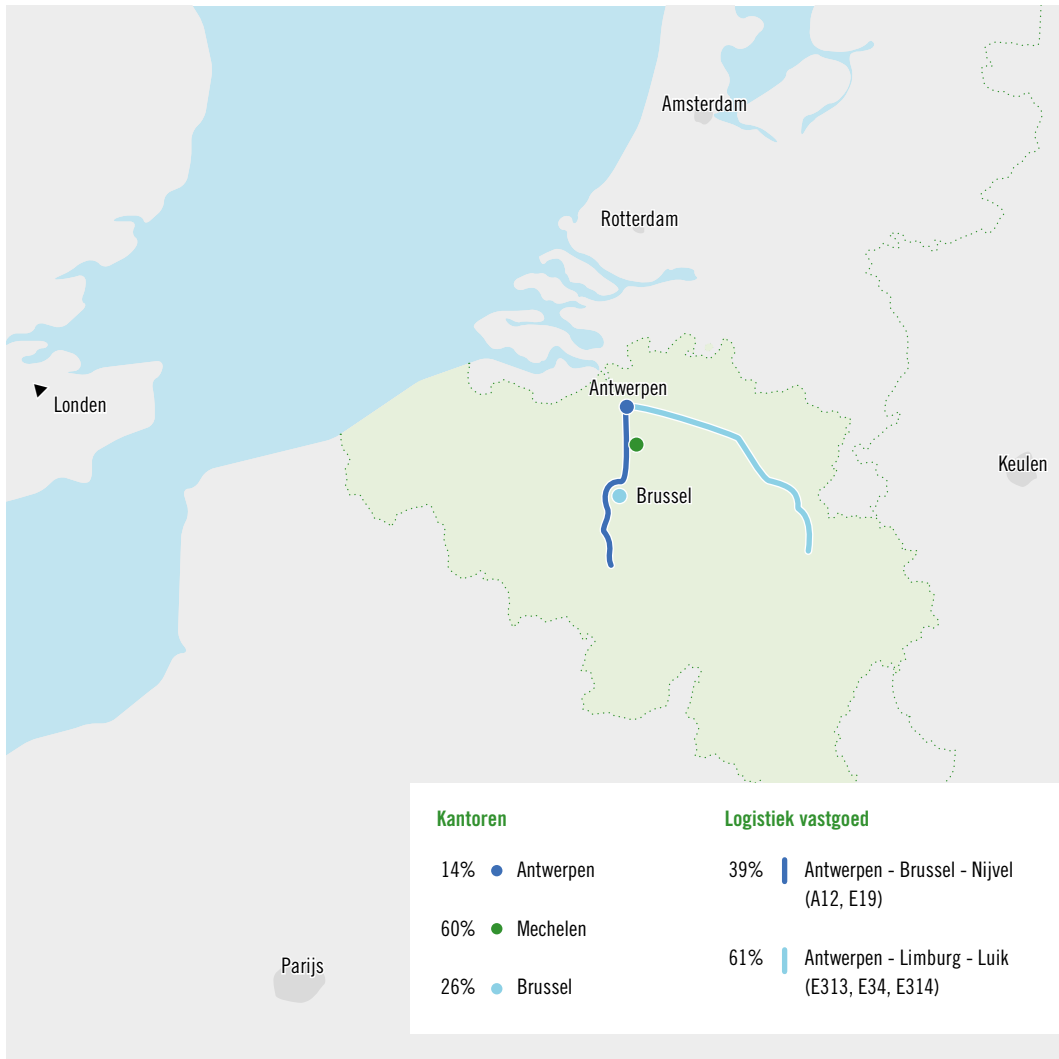 Amsterdam
Rotterdam
Antwerpen
Londen
Keulen
Brussel
Parijs
Kantoren
14% Antwerpen
60% Mechelen
26% Brussel
Logistiek vastgoed
39% Antwerpen - Brussel - Nijvel
(A12, E19)
61% Antwerpen - Limburg - Luik
(E313, E34, E314)